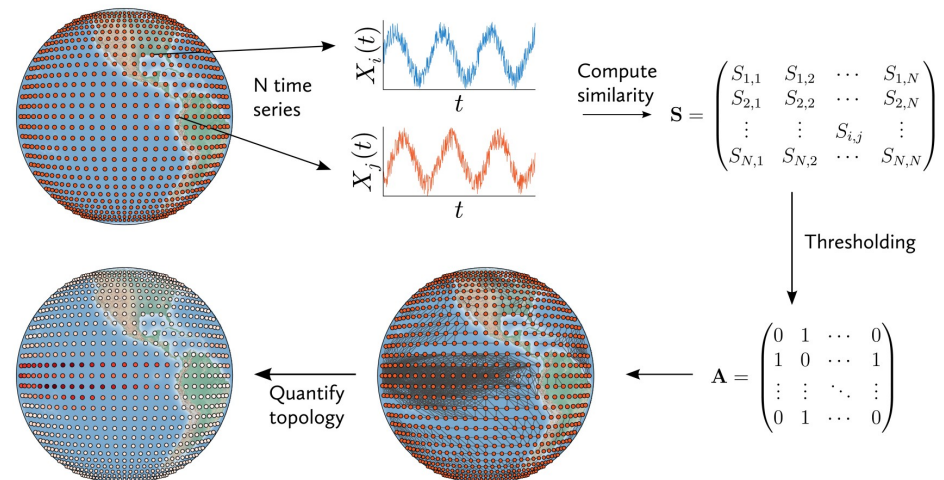 N time
series
X_i(t)
t
X_j(t)
t
Compute
similarity
S =
S_{1,1} S_{1,2} ⋯ S_{1,N}
S_{2,1} S_{2,2} ⋯ S_{2,N}
⋮ ⋮ S_{i,j} ⋮
S_{N,1} S_{N,2} ⋯ S_{N,N}
Thresholding
A =
0 1 ⋯ 0
1 0 ⋯ 1
⋮ ⋮ ⋱ ⋮
0 1 ⋯ 0
Quantify
topology